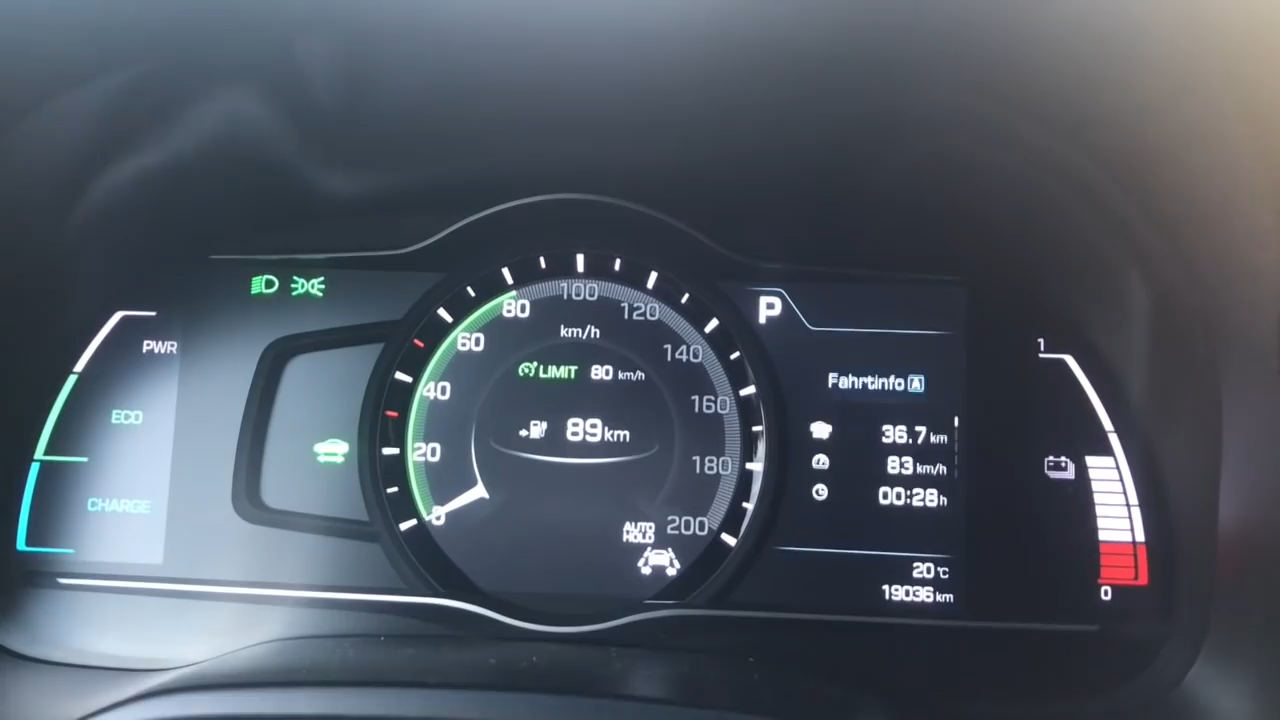 PWR
ECO
CHARGE
0
20
40
60
80
100
120
140
160
180
200
km/h
LIMIT 80 km/h
89km
AUTO
HOLD
P
Fahrtinfo A
36.7 km
83 km/h
00:28h
20°C
19036 km
1
0